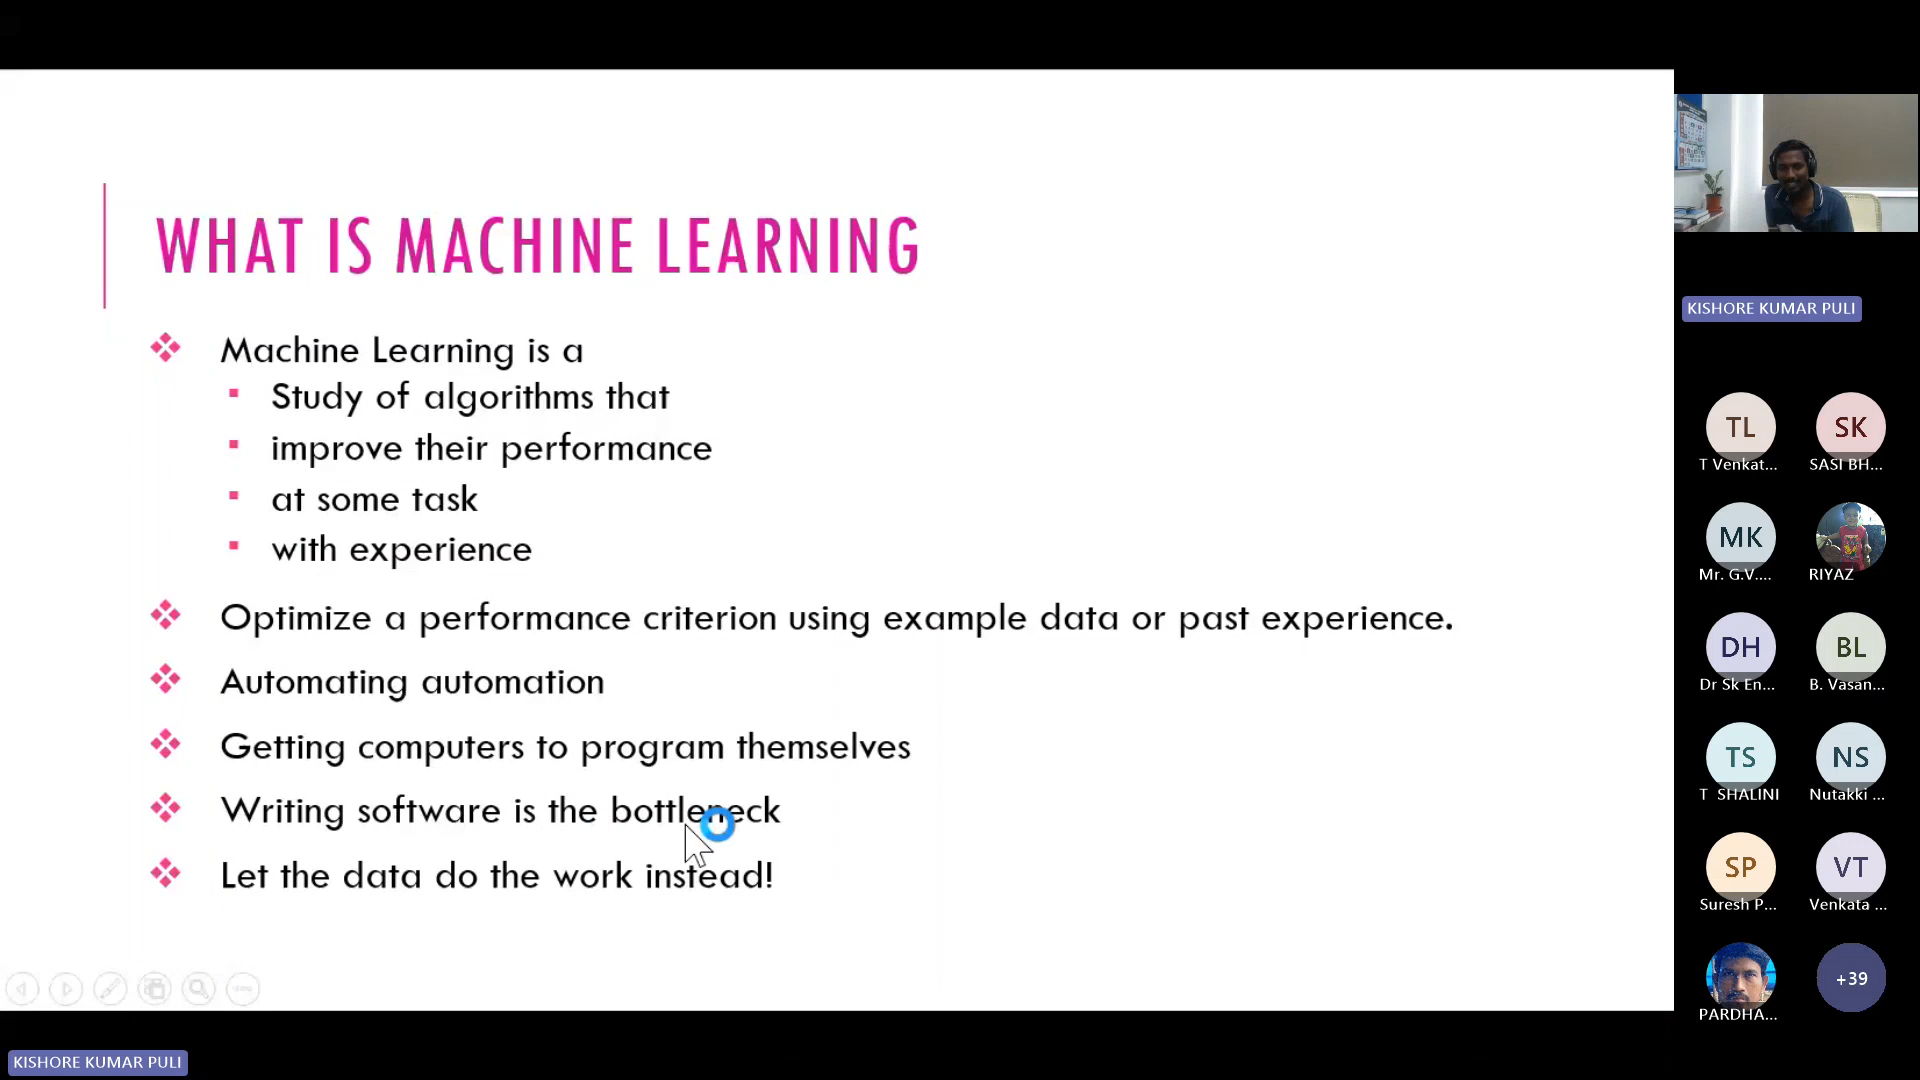 WHAT IS MACHINE LEARNING
Machine Learning is a
Study of algorithms that
improve their performance
at some task
with experience
Optimize a performance criterion using example data or past experience.
Automating automation
Getting computers to program themselves
Writing software is the bottleneck
Let the data do the work instead!
KISHORE KUMAR PULI
KISHORE KUMAR PULI
TL
T Venkat...
SK
SASI BH...
MK
Mr. G.V....
RIYAZ
DH
Dr Sk En...
BL
B. Vasan...
TS
T SHALINI
NS
Nutakki ...
SP
Suresh P...
VT
Venkata ...
PARDHA...
+39